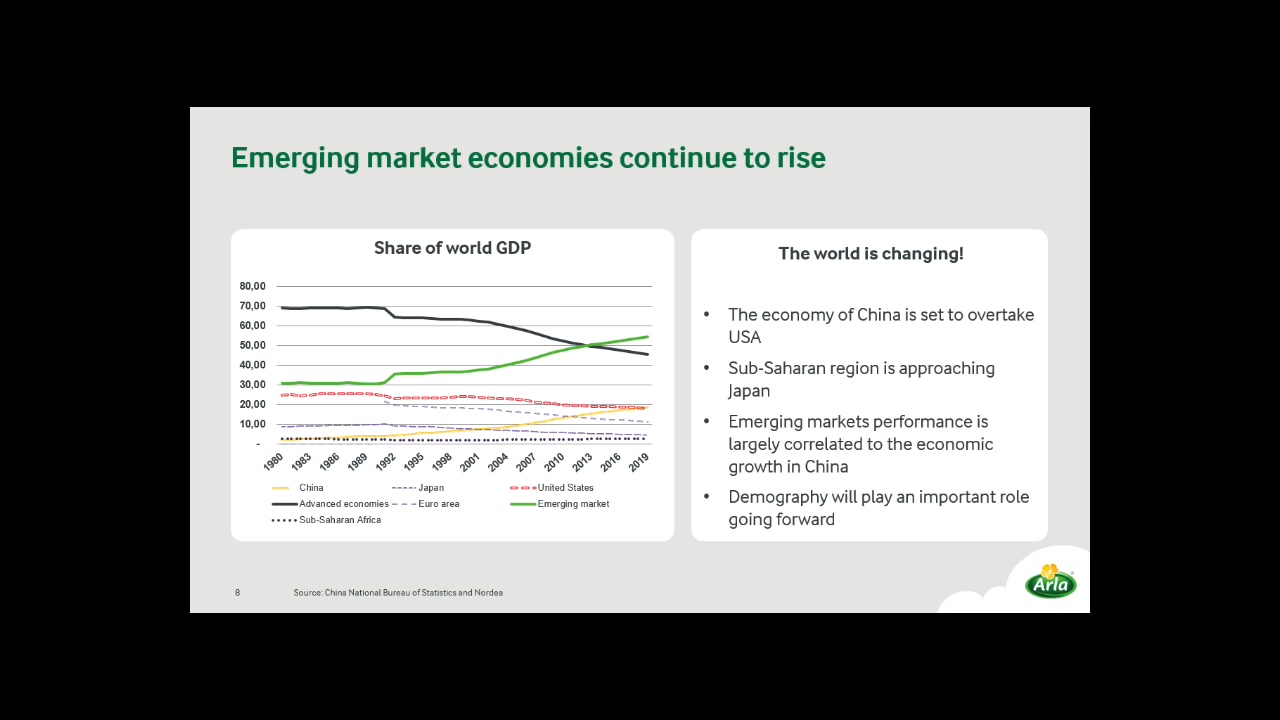 Emerging market economies continue to rise
Share of world GDP
80,00
70,00
60,00
50,00
40,00
30,00
20,00
10,00
-
1980 1983 1986 1989 1992 1995 1998 2001 2004 2007 2010 2013 2016 2019
China Japan United States
Advanced economies Euro area Emerging market
Sub-Saharan Africa
The world is changing!
• The economy of China is set to overtake
USA
• Sub-Saharan region is approaching
Japan
• Emerging markets performance is
largely correlated to the economic
growth in China
• Demography will play an important role
going forward
8 Source: China National Bureau of Statistics and Nordea
Arla